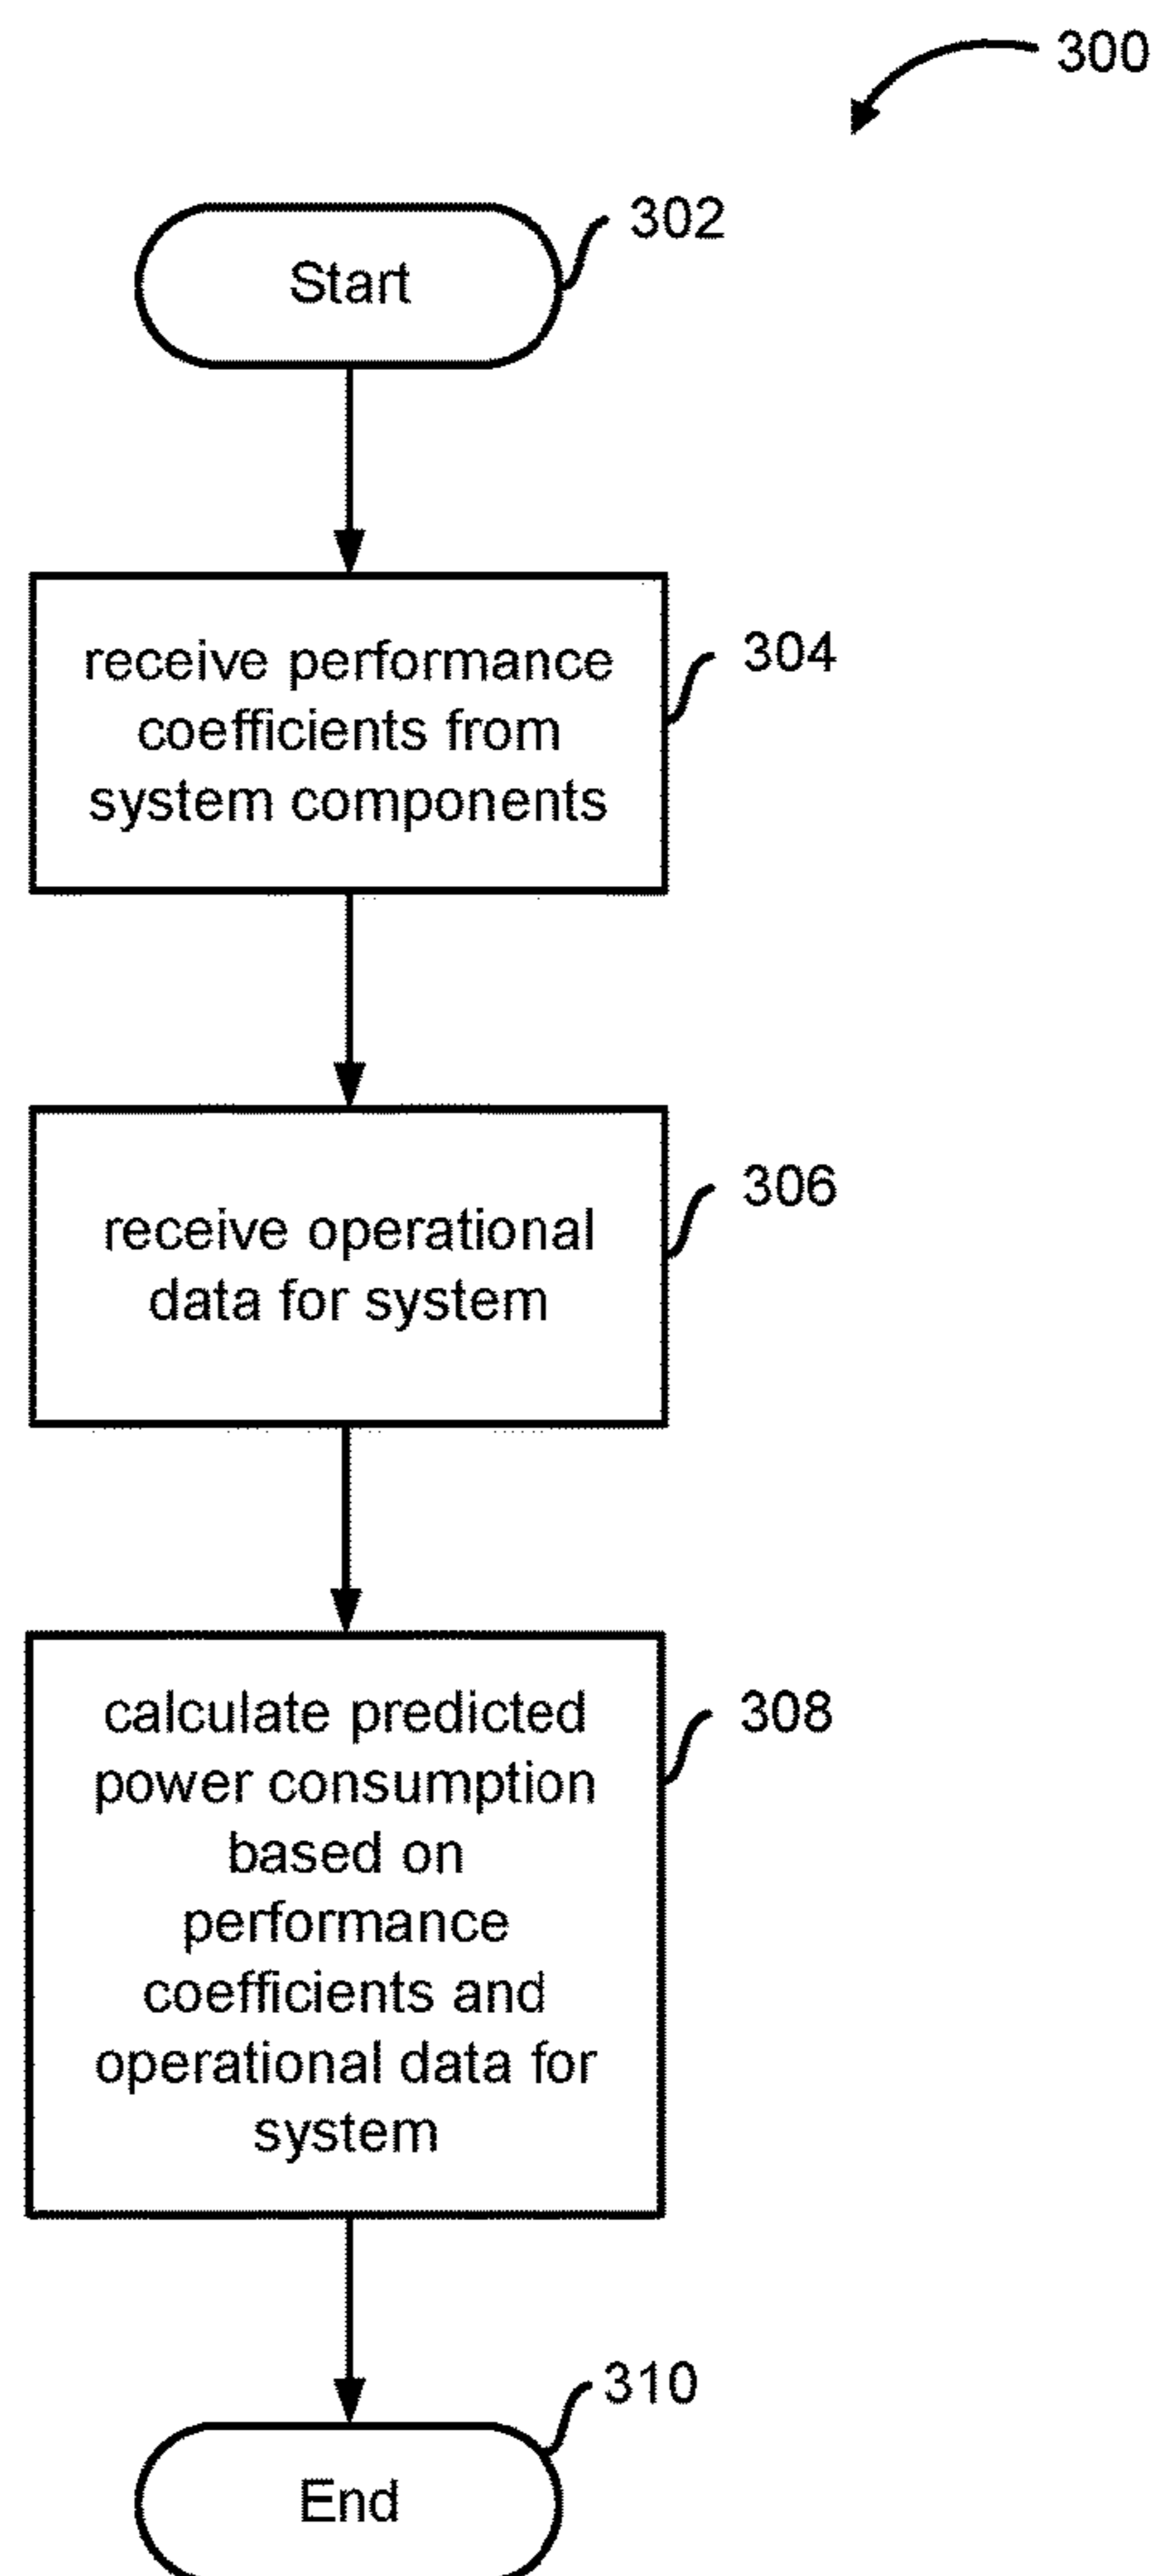 300
302
Start
304
receive performance
coefficients from
system components
306
receive operational
data for system
308
calculate predicted
power consumption
based on
performance
coefficients and
operational data for
system
310
End